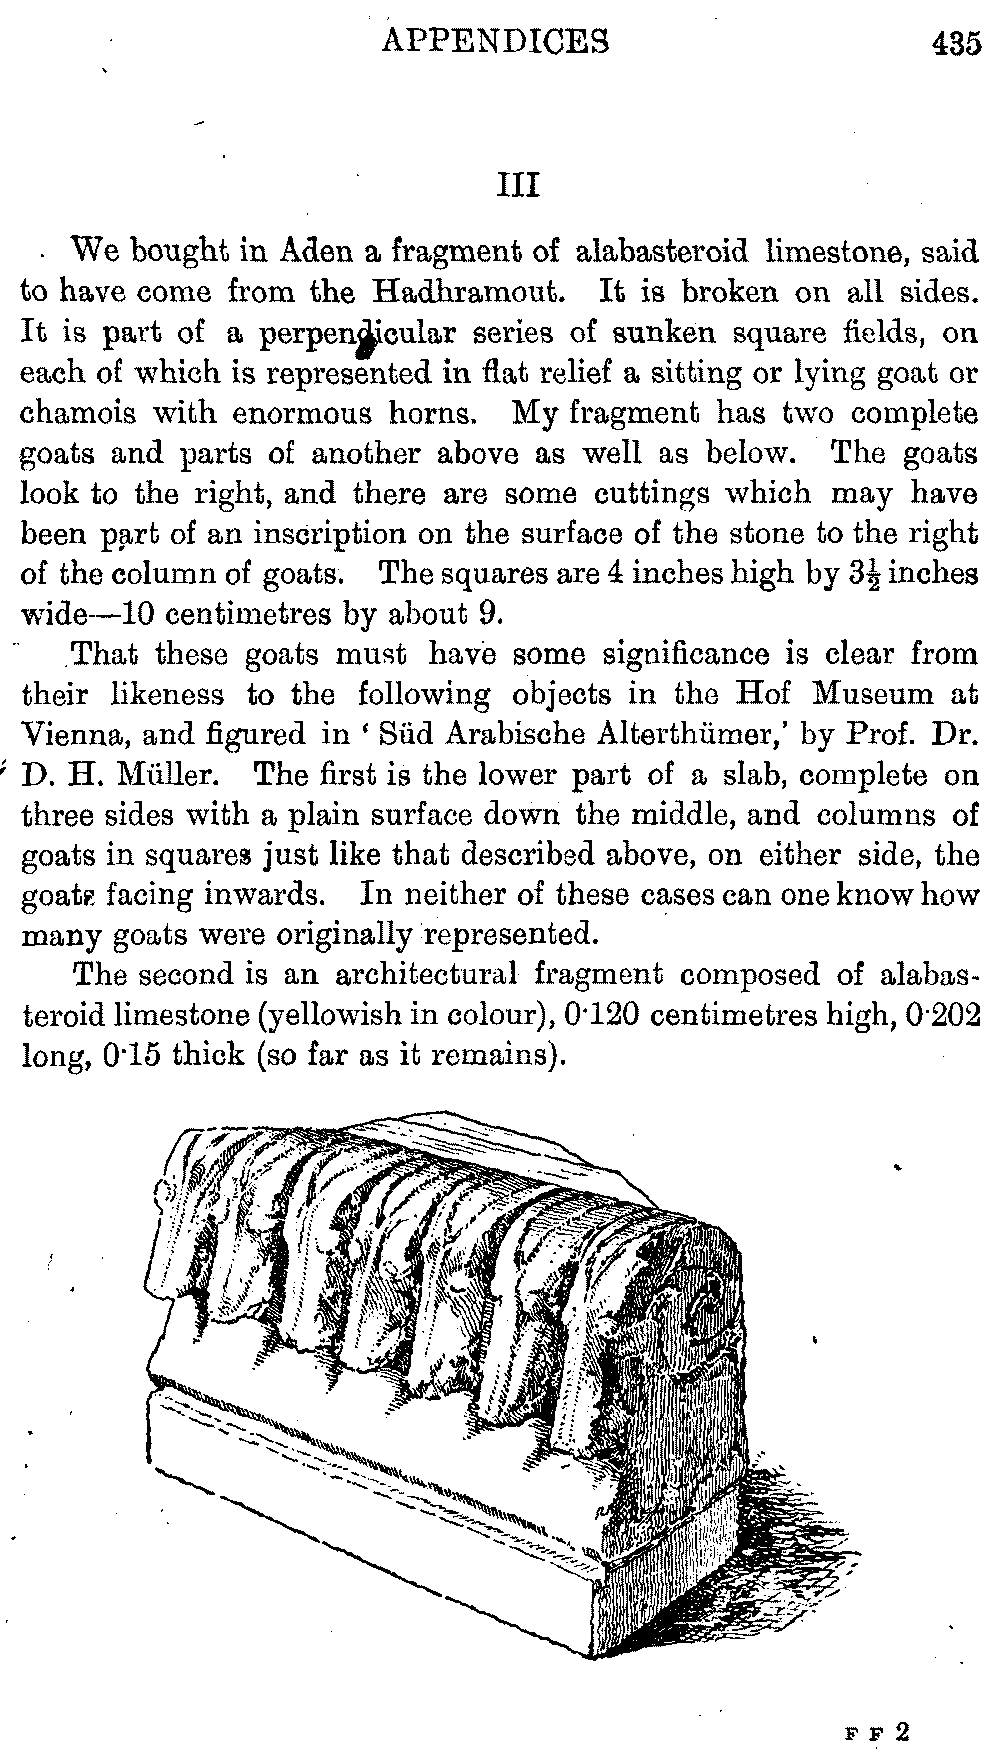 APPENDICES 435
III
We bought in Aden a fragment of alabasteroid limestone, said
to have come from the Hadhramout. It is broken on all sides.
It is part of a perpendicular series of sunken square fields, on
each of which is represented in flat relief a sitting or lying goat or
chamois with enormous horns. My fragment has two complete
goats and parts of another above as well as below. The goats
look to the right, and there are some cuttings which may have
been part of an inscription on the surface of the stone to the right
of the column of goats. The squares are 4 inches high by 3½ inches
wide—10 centimetres by about 9.
That these goats must have some significance is clear from
their likeness to the following objects in the Hof Museum at
Vienna, and figured in ‘ Süd Arabische Alterthümer,’ by Prof. Dr.
D. H. Müller. The first is the lower part of a slab, complete on
three sides with a plain surface down the middle, and columns of
goats in squares just like that described above, on either side, the
goats facing inwards. In neither of these cases can one know how
many goats were originally represented.
The second is an architectural fragment composed of alabas-
teroid limestone (yellowish in colour), 0·120 centimetres high, 0·202
long, 0·15 thick (so far as it remains).
F F 2